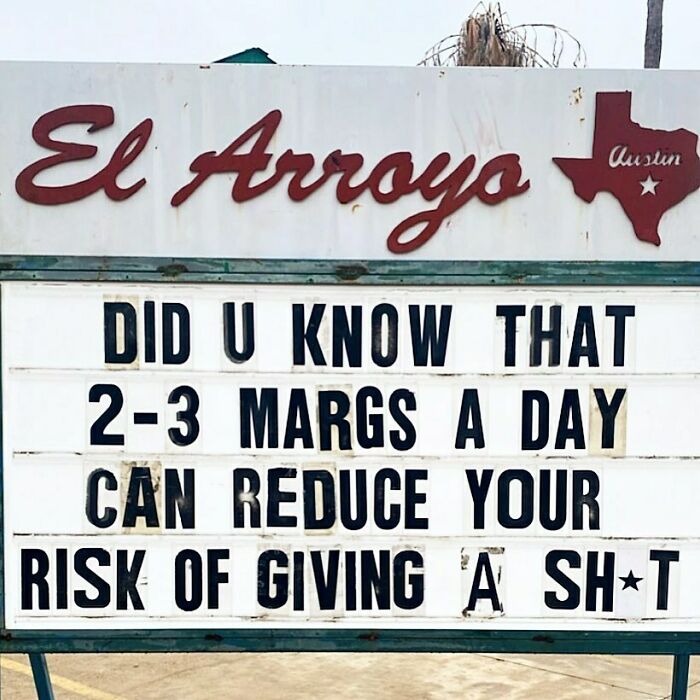 El Arroyo
Austin
DID U KNOW THAT
2-3 MARGS A DAY
CAN REDUCE YOUR
RISK OF GIVING A SH★T